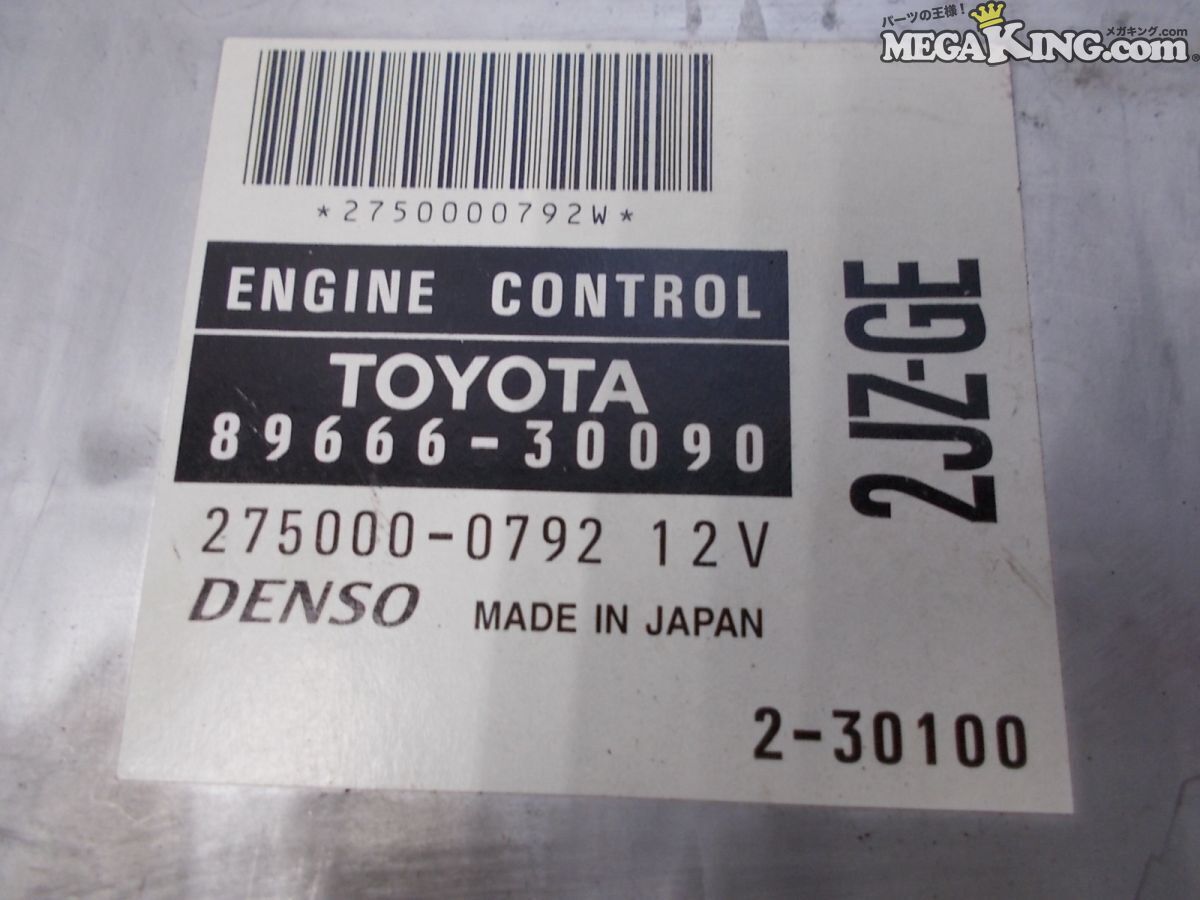 パーツの王様！
メガキング.com
MEGAKING.com
*2750000792W*
ENGINE CONTROL
TOYOTA
89666-30090
275000-0792 12V
DENSO MADE IN JAPAN
2JZ-GE
2-30100